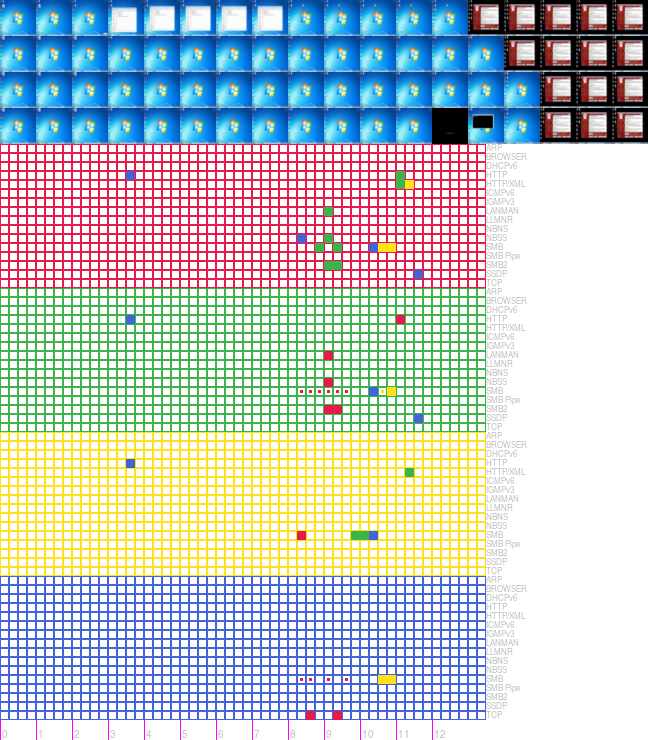 ARP
BROWSER
DHCPv6
HTTP
HTTP/XML
ICMPv6
IGMPv3
LANMAN
LLMNR
NBNS
NBSS
SMB
SMB Pipe
SMB2
SSDP
TCP
ARP
BROWSER
DHCPv6
HTTP
HTTP/XML
ICMPv6
IGMPv3
LANMAN
LLMNR
NBNS
NBSS
SMB
SMB Pipe
SMB2
SSDP
TCP
ARP
BROWSER
DHCPv6
HTTP
HTTP/XML
ICMPv6
IGMPv3
LANMAN
LLMNR
NBNS
NBSS
SMB
SMB Pipe
SMB2
SSDP
TCP
ARP
BROWSER
DHCPv6
HTTP
HTTP/XML
ICMPv6
IGMPv3
LANMAN
LLMNR
NBNS
NBSS
SMB
SMB Pipe
SMB2
SSDP
TCP
0 1 2 3 4 5 6 7 8 9 10 11 12